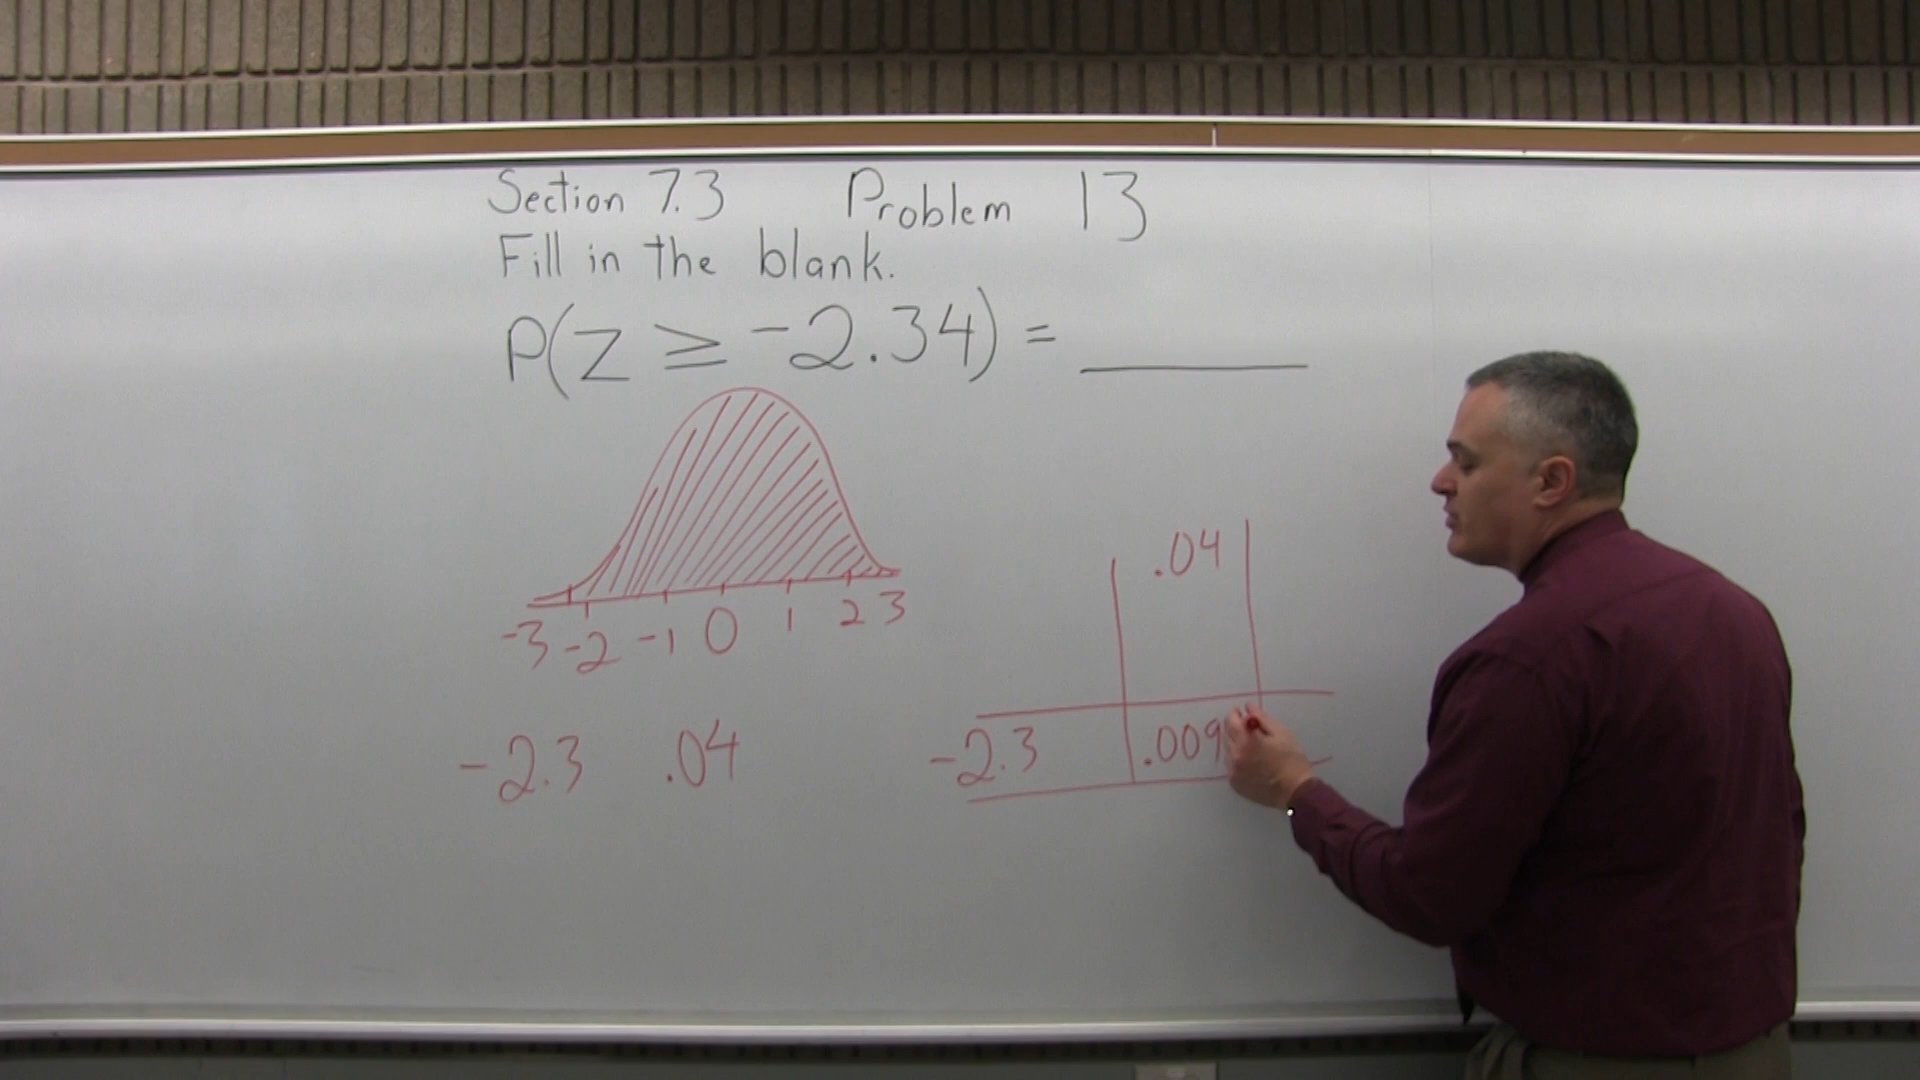 Section 7.3 Problem 13
Fill in the blank.
P(Z ≥ -2.34) = ______
-3 -2 -1 0 1 2 3
.04
-2.3 .04
-2.3 .009